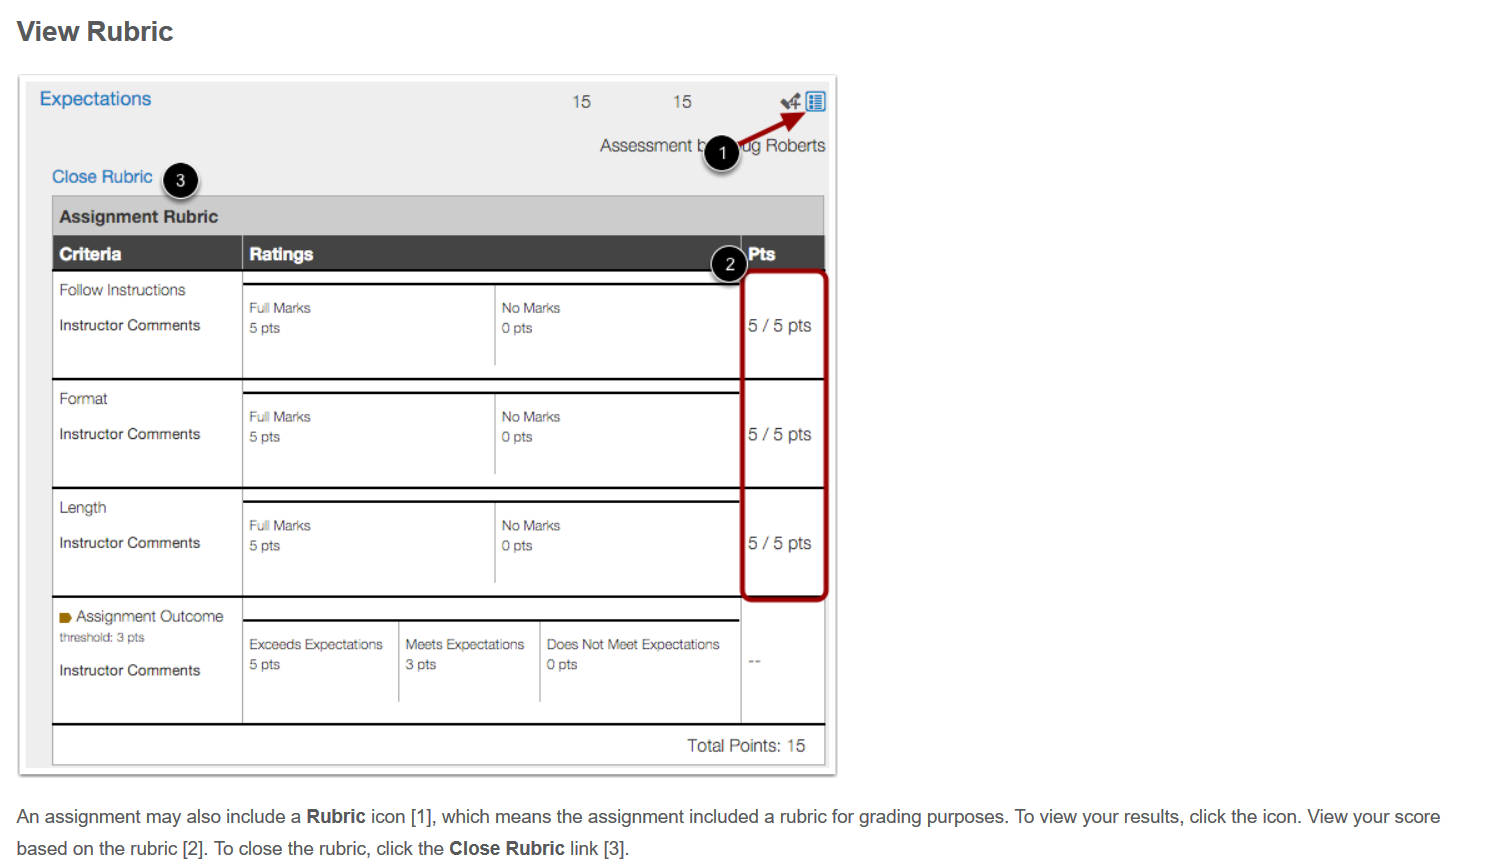 View Rubric
Expectations 15 15
1
Assessment b ug Roberts
Close Rubric 3
Assignment Rubric
Criteria Ratings 2 Pts
Follow Instructions
Instructor Comments
Full Marks
5 pts
No Marks
0 pts
5 / 5 pts
Format
Instructor Comments
Full Marks
5 pts
No Marks
0 pts
5 / 5 pts
Length
Instructor Comments
Full Marks
5 pts
No Marks
0 pts
5 / 5 pts
Assignment Outcome
threshold: 3 pts
Instructor Comments
Exceeds Expectations
5 pts
Meets Expectations
3 pts
Does Not Meet Expectations
0 pts
--
Total Points: 15
An assignment may also include a Rubric icon [1], which means the assignment included a rubric for grading purposes. To view your results, click the icon. View your score
based on the rubric [2]. To close the rubric, click the Close Rubric link [3].